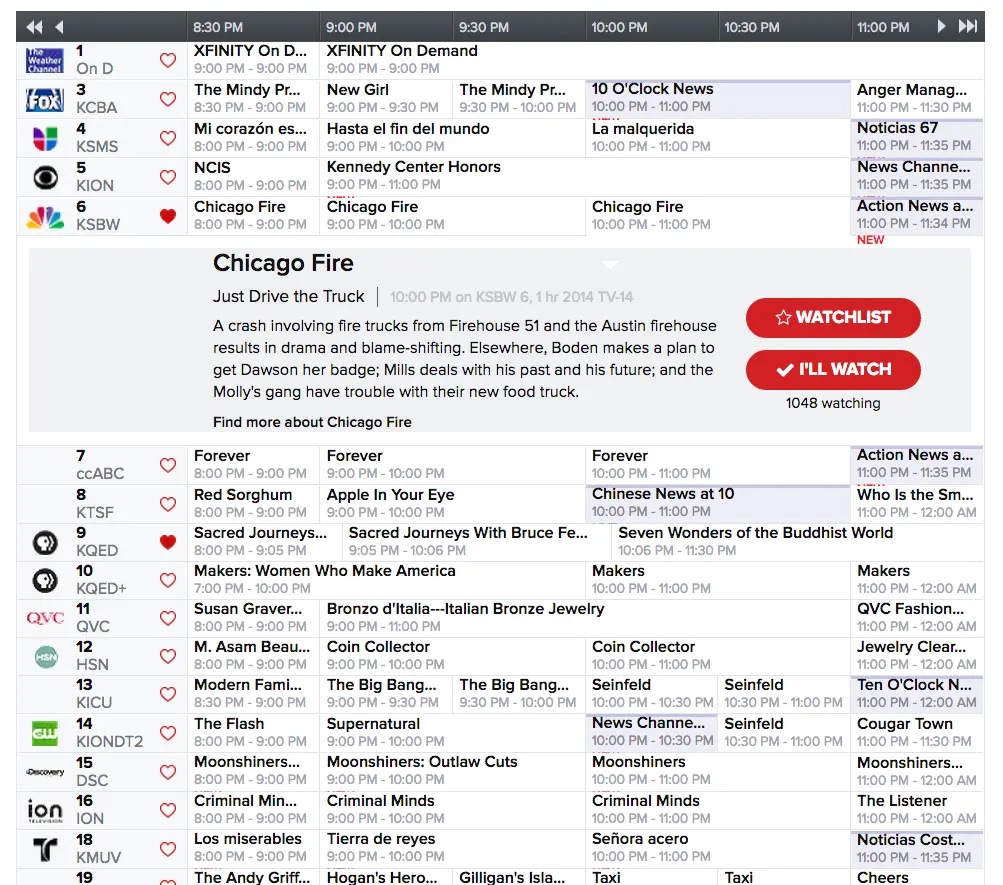 8:30 PM 9:00 PM 9:30 PM 10:00 PM 10:30 PM 11:00 PM
The Weather Channel
1 XFINITY On D... XFINITY On Demand
On D 9:00 PM - 9:00 PM 9:00 PM - 9:00 PM
FOX
3 The Mindy Pr... New Girl The Mindy Pr... 10 O'Clock News Anger Manag...
KCBA 8:30 PM - 9:00 PM 9:00 PM - 9:30 PM 9:30 PM - 10:00 PM 10:00 PM - 11:00 PM 11:00 PM - 11:30 PM
4 Mi corazón es... Hasta el fin del mundo La malquerida Noticias 67
KSMS 8:00 PM - 9:00 PM 9:00 PM - 10:00 PM 10:00 PM - 11:00 PM 11:00 PM - 11:35 PM
5 NCIS Kennedy Center Honors News Channe...
KION 8:00 PM - 9:00 PM 9:00 PM - 11:00 PM 11:00 PM - 11:35 PM
6 Chicago Fire Chicago Fire Chicago Fire Action News a...
KSBW 8:00 PM - 9:00 PM 9:00 PM - 10:00 PM 10:00 PM - 11:00 PM 11:00 PM - 11:34 PM
NEW
Chicago Fire
Just Drive the Truck 10:00 PM on KSBW 6, 1 hr 2014 TV-14
A crash involving fire trucks from Firehouse 51 and the Austin firehouse
results in drama and blame-shifting. Elsewhere, Boden makes a plan to
get Dawson her badge; Mills deals with his past and his future; and the
Molly's gang have trouble with their new food truck.
Find more about Chicago Fire
WATCHLIST
I'LL WATCH
1048 watching
7 Forever Forever Forever Action News a...
ccABC 8:00 PM - 9:00 PM 9:00 PM - 10:00 PM 10:00 PM - 11:00 PM 11:00 PM - 11:35 PM
8 Red Sorghum Apple In Your Eye Chinese News at 10 Who Is the Sm...
KTSF 8:00 PM - 9:00 PM 9:00 PM - 10:00 PM 10:00 PM - 11:00 PM 11:00 PM - 12:00 AM
9 Sacred Journeys... Sacred Journeys With Bruce Fe... Seven Wonders of the Buddhist World
KQED 8:00 PM - 9:05 PM 9:05 PM - 10:06 PM 10:06 PM - 11:30 PM
10 Makers: Women Who Make America Makers Makers
KQED+ 7:00 PM - 10:00 PM 10:00 PM - 11:00 PM 11:00 PM - 12:00 AM
QVC
11 Susan Graver... Bronzo d'Italia---Italian Bronze Jewelry QVC Fashion...
QVC 8:00 PM - 9:00 PM 9:00 PM - 11:00 PM 11:00 PM - 12:00 AM
HSN
12 M. Asam Beau... Coin Collector Coin Collector Jewelry Clear...
HSN 8:00 PM - 9:00 PM 9:00 PM - 10:00 PM 10:00 PM - 11:00 PM 11:00 PM - 12:00 AM
13 Modern Fami... The Big Bang... The Big Bang... Seinfeld Seinfeld Ten O'Clock N...
KICU 8:30 PM - 9:00 PM 9:00 PM - 9:30 PM 9:30 PM - 10:00 PM 10:00 PM - 10:30 PM 10:30 PM - 11:00 PM 11:00 PM - 12:00 AM
CW
14 The Flash Supernatural News Channe... Seinfeld Cougar Town
KIONDT2 8:00 PM - 9:00 PM 9:00 PM - 10:00 PM 10:00 PM - 10:30 PM 10:30 PM - 11:00 PM 11:00 PM - 11:30 PM
Discovery
15 Moonshiners... Moonshiners: Outlaw Cuts Moonshiners Moonshiners...
DSC 8:00 PM - 9:00 PM 9:00 PM - 10:00 PM 10:00 PM - 11:00 PM 11:00 PM - 12:00 AM
ion TELEVISION
16 Criminal Min... Criminal Minds Criminal Minds The Listener
ION 8:00 PM - 9:00 PM 9:00 PM - 10:00 PM 10:00 PM - 11:00 PM 11:00 PM - 12:00 AM
18 Los miserables Tierra de reyes Señora acero Noticias Cost...
KMUV 8:00 PM - 9:00 PM 9:00 PM - 10:00 PM 10:00 PM - 11:00 PM 11:00 PM - 11:35 PM
19 The Andy Griff... Hogan's Hero... Gilligan's Isla... Taxi Taxi Cheers